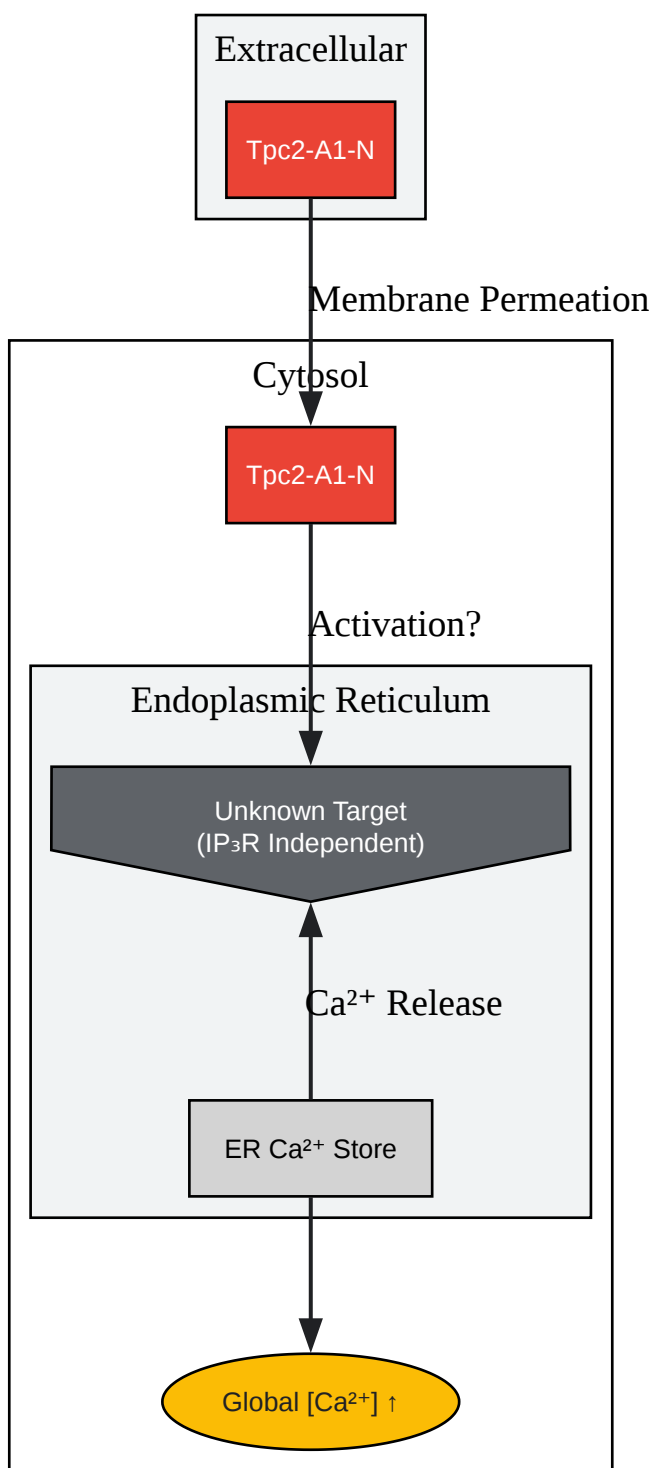 Extracellular
Tpc2-A1-N
Membrane Permeation
Cytosol
Tpc2-A1-N
Activation?
Endoplasmic Reticulum
Unknown Target
(IP₃R Independent)
Ca²⁺ Release
ER Ca²⁺ Store
Global [Ca²⁺] ↑